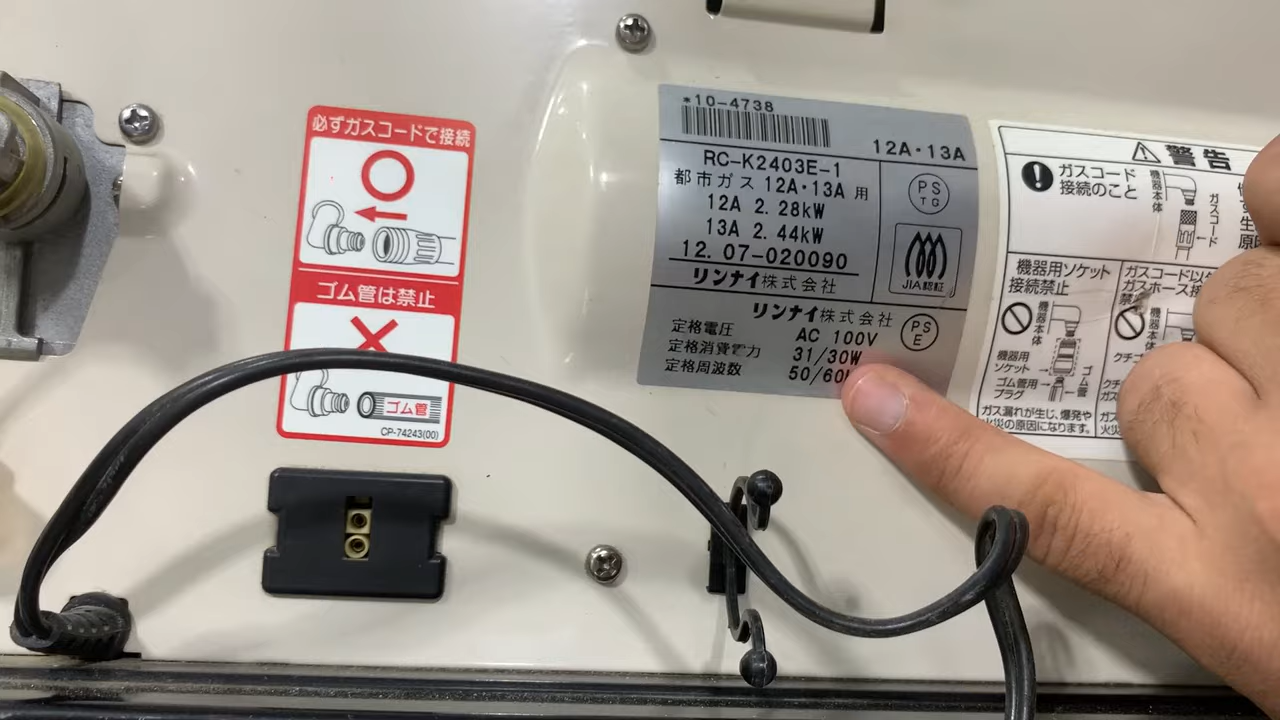 必ずガスコードで接続
ゴム管は禁止
ゴム管
CP-74243(00)
*10-4738
12A・13A
RC-K2403E-1
都市ガス 12A・13A 用
12A 2.28kW
13A 2.44kW
12.07-020090
リンナイ株式会社
PS
TG
JIA認証
リンナイ株式会社
定格電圧 AC 100V
定格消費電力 31/30W
定格周波数 50/60
PS
E
警告
ガスコード
接続のこと
機器本体
ガスコード
機器用ソケット
接続禁止
機器本体
機器用
ソケット
ゴム管用
プラグ
ゴム管
ガス漏れが生じ、爆発や
火災の原因になります。
ガスコード以
ガスホース接
禁
機器本体